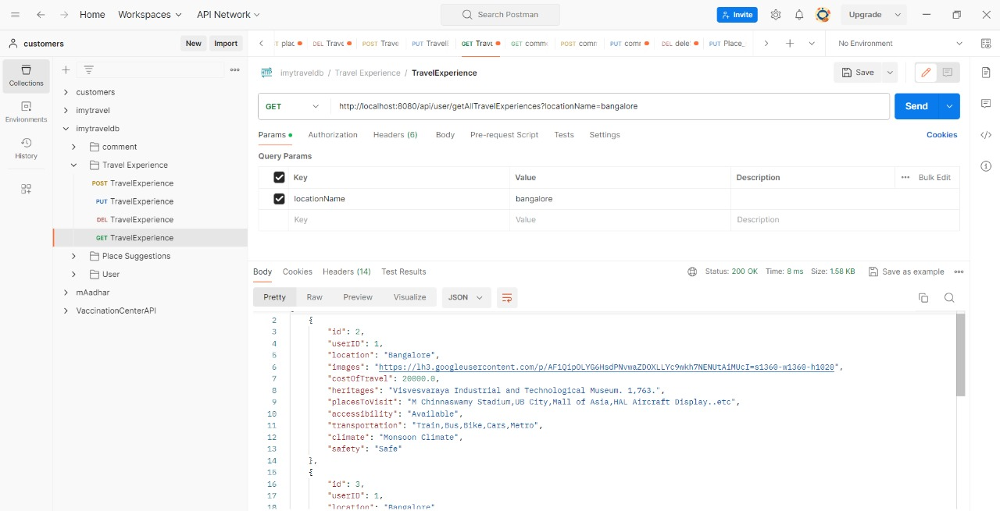 Home Workspaces API Network Search Postman Invite Upgrade
customers New Import plac DEL Trave POST Trave PUT Travel GET Trave GET comm POST comr PUT comr DEL dele PUT Place_ No Environment
Collections
Environments
History
customers
imytravel
imytraveldb
comment
Travel Experience
POST TravelExperience
PUT TravelExperience
DEL TravelExperience
GET TravelExperience
Place Suggestions
User
mAadhar
VaccinationCenterAPI
HTTP imytraveldb / Travel Experience / TravelExperience Save
GET http://localhost:8080/api/user/getAllTravelExperiences?locationName=bangalore Send
Params Authorization Headers (6) Body Pre-request Script Tests Settings Cookies
Query Params
Key Value Description Bulk Edit
locationName bangalore
Key Value Description
Body Cookies Headers (14) Test Results Status: 200 OK Time: 8 ms Size: 1.58 KB Save as example
Pretty Raw Preview Visualize JSON
2 {
3 "id": 2,
4 "userID": 1,
5 "location": "Bangalore",
6 "images": "https://lh3.googleusercontent.com/p/AF1QipOLYG6HsdPNvwaZDOXLLYc9wkh7NENUtAiMUcI=s1360-w1360-h1020",
7 "costOfTravel": 20000.0,
8 "heritages": "Visvesvaraya Industrial and Technological Museum. 1,763.",
9 "placesToVisit": "M Chinnaswamy Stadium,UB City,Mall of Asia,HAL Aircraft Display..etc",
10 "accessibility": "Available",
11 "transportation": "Train,Bus,Bike,Cars,Metro",
12 "climate": "Monsoon Climate",
13 "safety": "Safe"
14 },
15 {
16 "id": 3,
17 "userID": 1,
18 "location": "Bangalore"